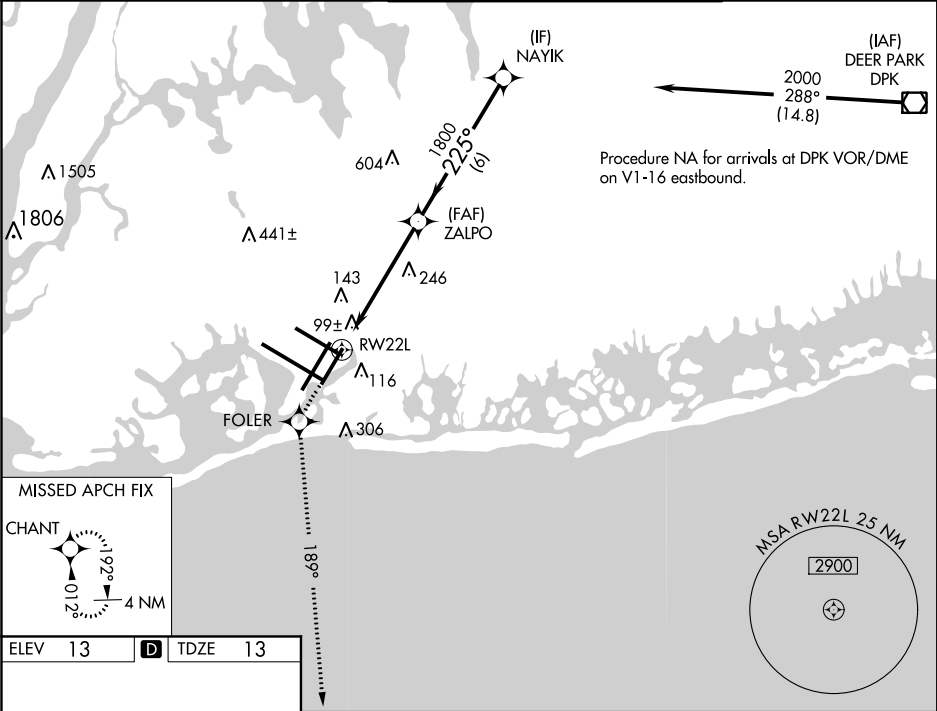 (IF)
NAYIK
(IAF)
DEER PARK
DPK
2000
288°
(14.8)
1800
225°
(6)
604
Procedure NA for arrivals at DPK VOR/DME
on V1-16 eastbound.
1505
1806
441±
(FAF)
ZALPO
246
143
99±
RW22L
116
FOLER
306
MISSED APCH FIX
CHANT
192°
012°
4 NM
189°
MSA RW22L 25 NM
2900
ELEV 13 D TDZE 13